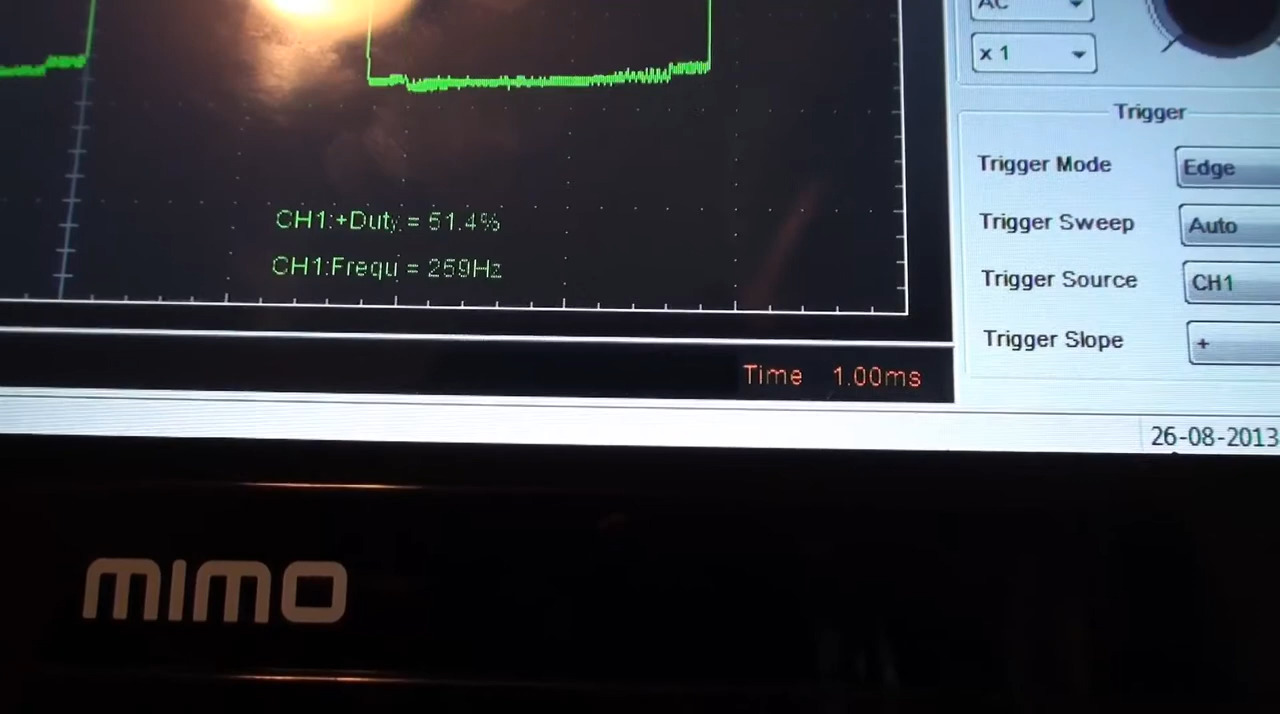 AC
x 1
Trigger
Trigger Mode Edge
Trigger Sweep Auto
Trigger Source CH1
Trigger Slope +
CH1:+Duty = 51.4%
CH1:Frequ = 259Hz
Time 1.00ms
26-08-2013
mimo